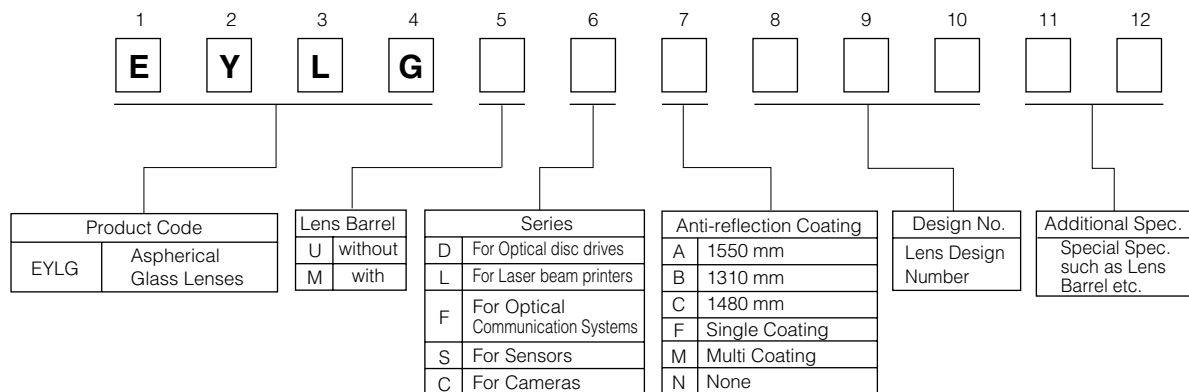 1 2 3 4 5 6 7 8 9 10 11 12
E Y L G
Product Code
EYLG Aspherical
Glass Lenses
Lens Barrel
U without
M with
Series
D For Optical disc drives
L For Laser beam printers
F For Optical
Communication Systems
S For Sensors
C For Cameras
Anti-reflection Coating
A 1550 mm
B 1310 mm
C 1480 mm
F Single Coating
M Multi Coating
N None
Design No.
Lens Design
Number
Additional Spec.
Special Spec.
such as Lens
Barrel etc.